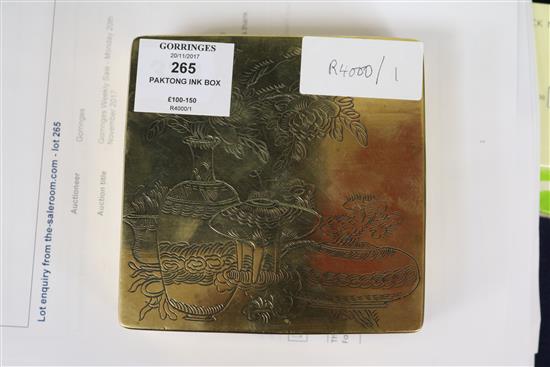 GORRINGES
20/11/2017
265
PAKTONG INK BOX
£100-150
R4000/1
R4000/1
Lot enquiry from the-saleroom.com - lot 265
Auctioneer
Gorringes
Auction title
Gorringes Weekly Sale - Monday 20th
November 2017